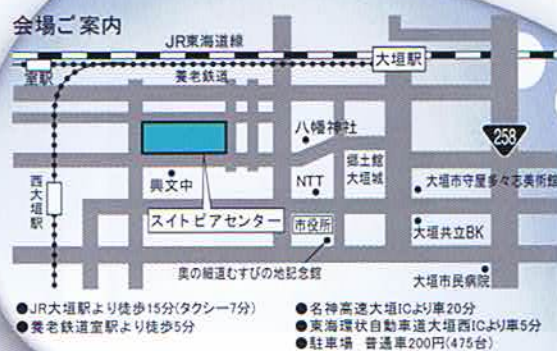 会場ご案内
JR東海道線
大垣駅
室駅
養老鉄道
八幡神社
258
郷土館
大垣城
興文中
NTT
大垣市守屋多々志美術館
西大垣駅
スイトピアセンター
市役所
大垣共立BK
奥の細道むすびの地記念館
大垣市民病院
●JR大垣駅より徒歩15分(タクシー7分)
●養老鉄道室駅より徒歩5分
●名神高速大垣ICより車20分
●東海環状自動車道大垣西ICより車5分
●駐車場 普通車200円(475台)